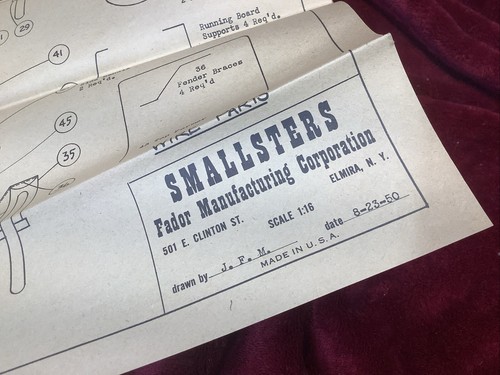 29
Running Board
Supports 4 Req'd.
41
2 Req'd.
36
Fender Braces
4 Req'd
45
WIRE PARTS
35
SMALLSTERS
Fador Manufacturing Corporation
501 E. CLINTON ST.
SCALE 1:16
ELMIRA, N. Y.
drawn by J. F. M.
date 8-23-50
MADE IN U. S. A.